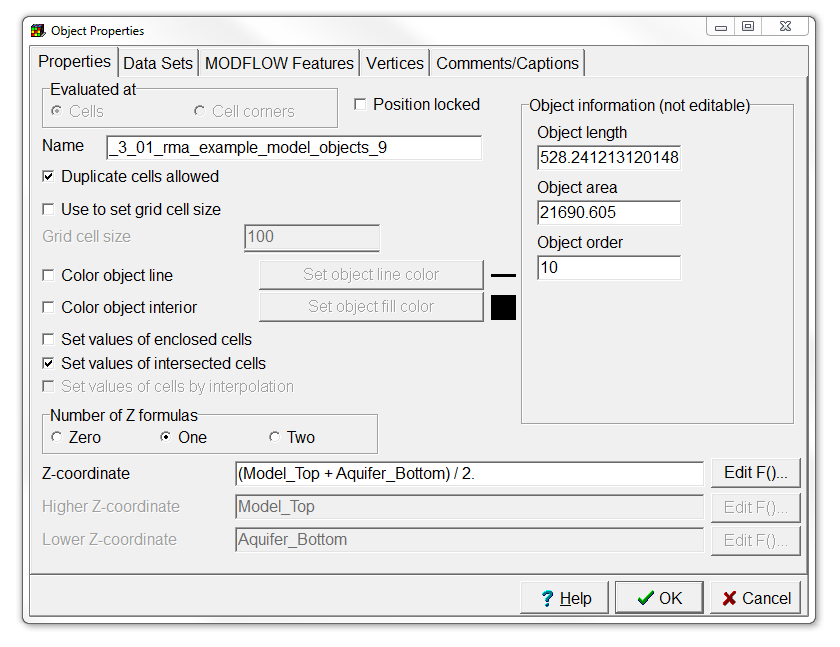 Object Properties
Properties Data Sets MODFLOW Features Vertices Comments/Captions
Evaluated at
Cells Cell corners
Position locked
Name _3_01_rma_example_model_objects_9
Duplicate cells allowed
Use to set grid cell size
Grid cell size 100
Color object line Set object line color
Color object interior Set object fill color
Set values of enclosed cells
Set values of intersected cells
Set values of cells by interpolation
Number of Z formulas
Zero One Two
Object information (not editable)
Object length
528.241213120148
Object area
21690.605
Object order
10
Z-coordinate (Model_Top + Aquifer_Bottom) / 2. Edit F()...
Higher Z-coordinate Model_Top Edit F()...
Lower Z-coordinate Aquifer_Bottom Edit F()...
? Help OK Cancel